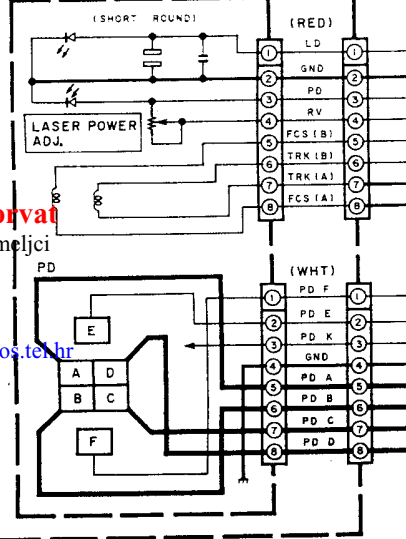 (SHORT ROUND)
(RED)
1 LD 1
2 GND 2
3 PD 3
4 RV 4
5 FCS (B) 5
6 TRK (B) 6
7 TRK (A) 7
8 FCS (A) 8
LASER POWER
ADJ.
orvat
meljci
os.tel.hr
PD
E
A D
B C
F
(WHT)
1 PD F 1
2 PD E 2
3 PD K 3
4 GND 4
5 PD A 5
6 PD B 6
7 PD C 7
8 PD D 8